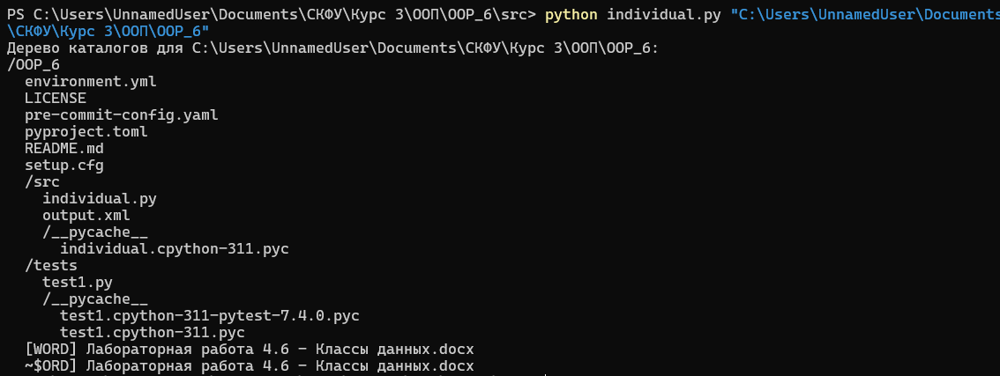 PS C:\Users\UnnamedUser\Documents\СКФУ\Курс 3\ООП\OOP_6\src> python individual.py "C:\Users\UnnamedUser\Documents
\СКФУ\Курс 3\ООП\OOP_6"
Дерево каталогов для C:\Users\UnnamedUser\Documents\СКФУ\Курс 3\ООП\OOP_6:
/OOP_6
  environment.yml
  LICENSE
  pre-commit-config.yaml
  pyproject.toml
  README.md
  setup.cfg
  /src
    individual.py
    output.xml
    /__pycache__
      individual.cpython-311.pyc
  /tests
    test1.py
    /__pycache__
      test1.cpython-311-pytest-7.4.0.pyc
      test1.cpython-311.pyc
  [WORD] Лабораторная работа 4.6 - Классы данных.docx
  ~$ORD] Лабораторная работа 4.6 - Классы данных.docx